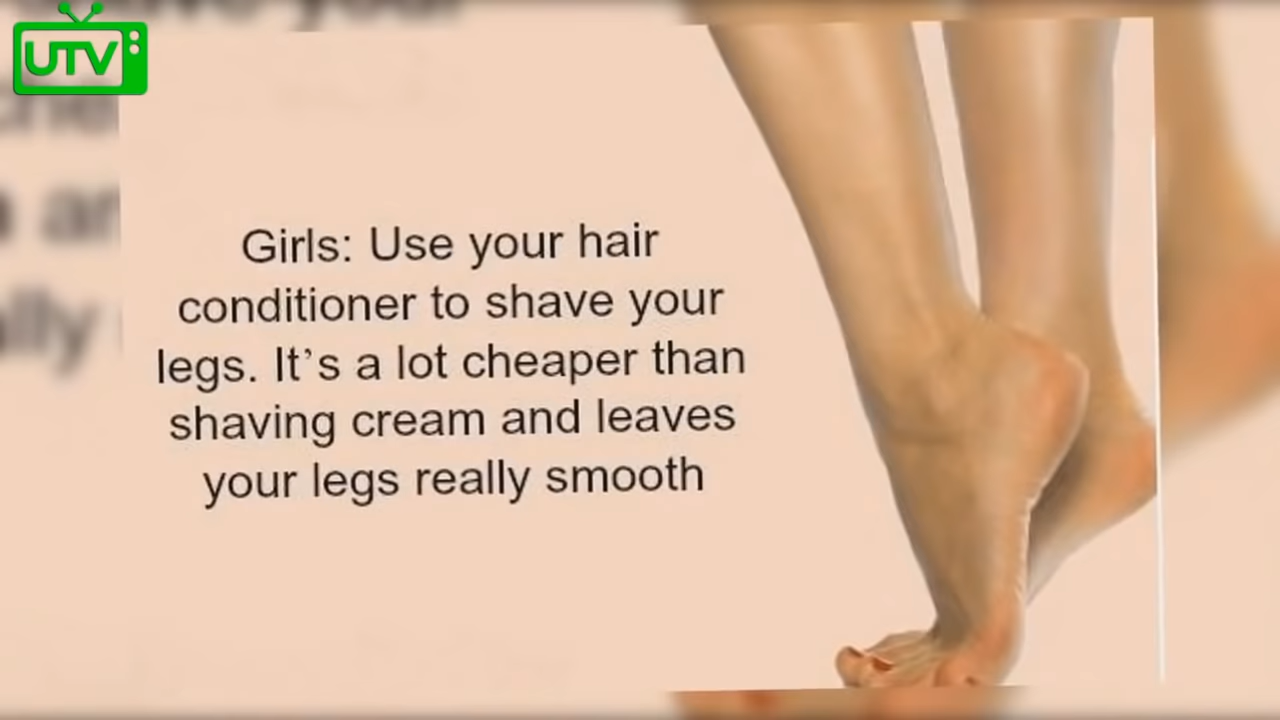 UTV
Girls: Use your hair
conditioner to shave your
legs. It’s a lot cheaper than
shaving cream and leaves
your legs really smooth